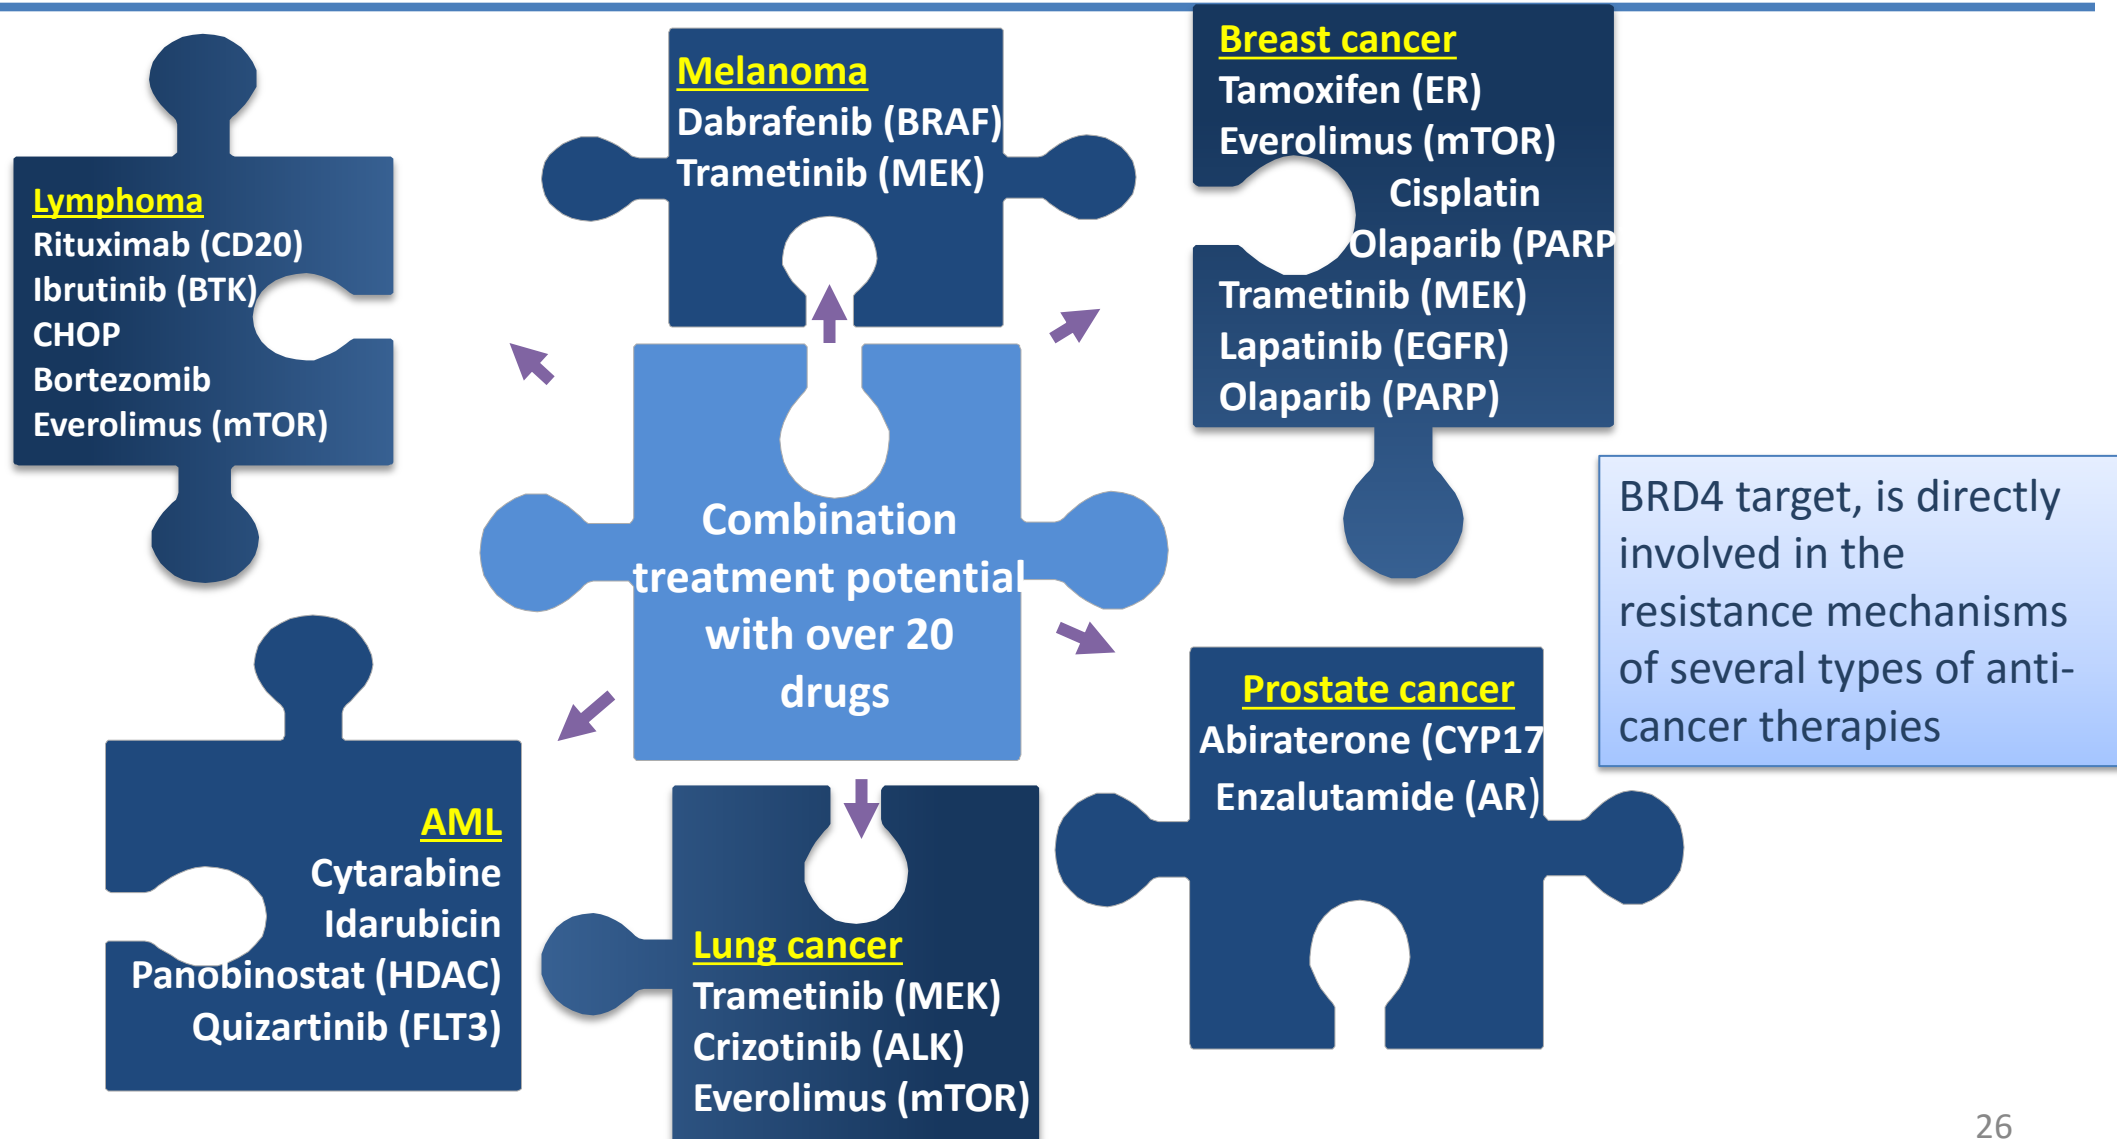 Lymphoma
Rituximab (CD20)
Ibrutinib (BTK)
CHOP
Bortezomib
Everolimus (mTOR)
Melanoma
Dabrafenib (BRAF)
Trametinib (MEK)
Breast cancer
Tamoxifen (ER)
Everolimus (mTOR)
Cisplatin
Olaparib (PARP
Trametinib (MEK)
Lapatinib (EGFR)
Olaparib (PARP)
Combination
treatment potential
with over 20
drugs
BRD4 target, is directly
involved in the
resistance mechanisms
of several types of anti-
cancer therapies
AML
Cytarabine
Idarubicin
Panobinostat (HDAC)
Quizartinib (FLT3)
Lung cancer
Trametinib (MEK)
Crizotinib (ALK)
Everolimus (mTOR)
Prostate cancer
Abiraterone (CYP17
Enzalutamide (AR)
26